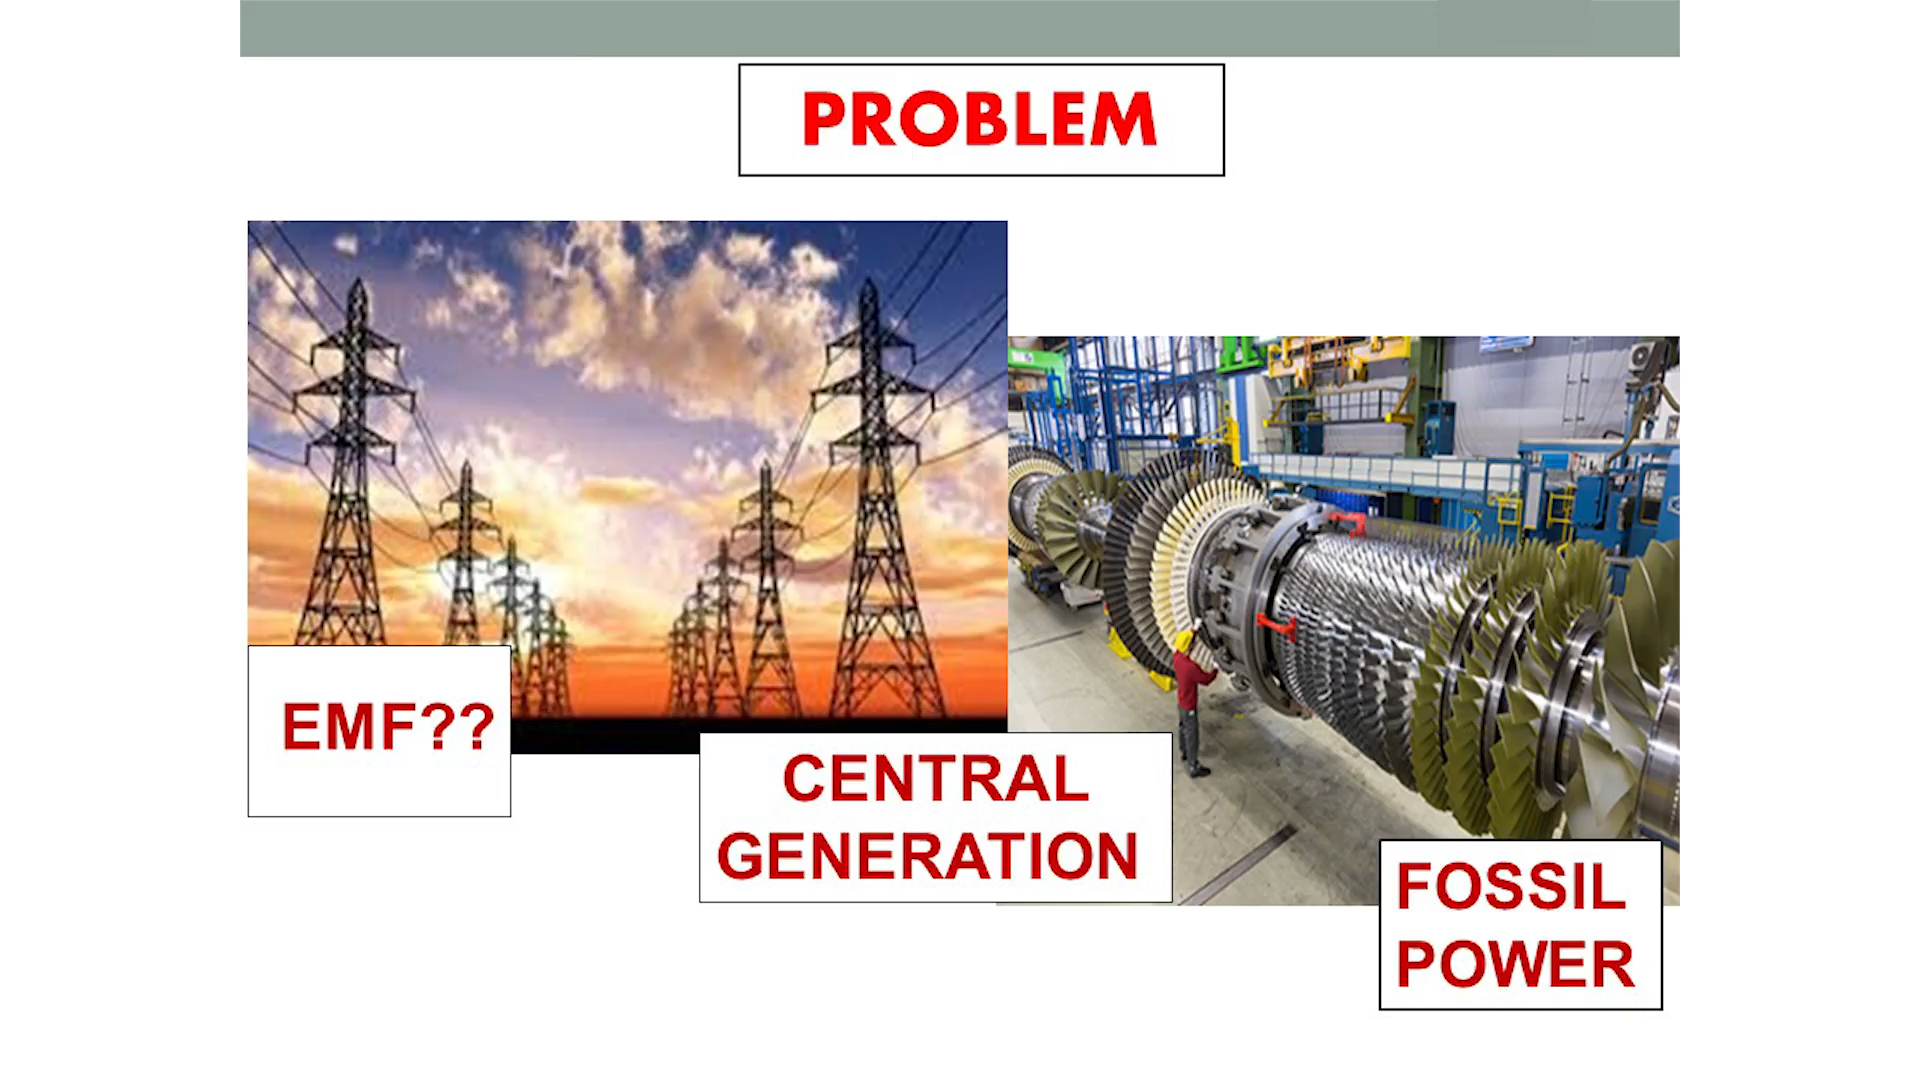 PROBLEM
EMF??
CENTRAL
GENERATION
FOSSIL
POWER